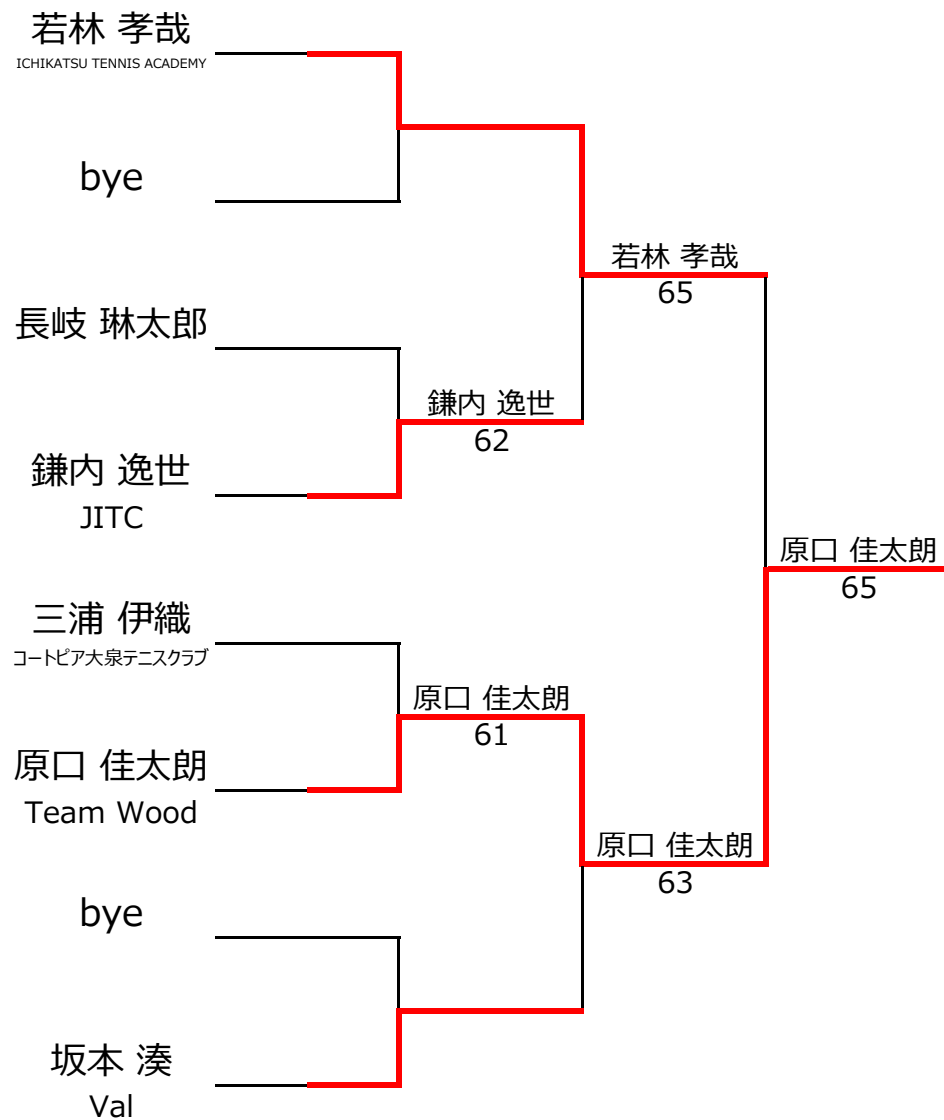 若林 孝哉
ICHIKATSU TENNIS ACADEMY
bye
若林 孝哉
65
長岐 琳太郎
鎌内 逸世
62
鎌内 逸世
JITC
原口 佳太朗
65
三浦 伊織
コートピア大泉テニスクラブ
原口 佳太朗
61
原口 佳太朗
Team Wood
原口 佳太朗
63
bye
坂本 湊
Val